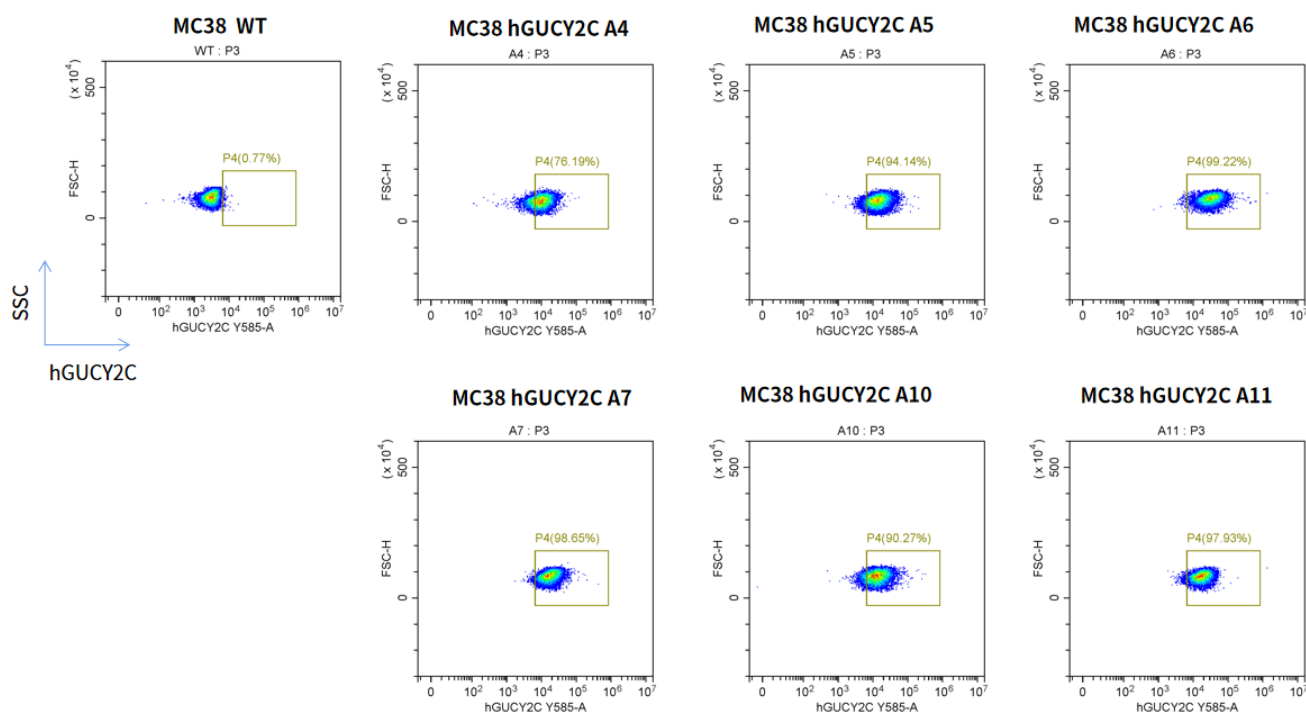 MC38 WT
WT : P3
(x 10⁴)
500
0
FSC-H
P4(0.77%)
0 10² 10³ 10⁴ 10⁵ 10⁶ 10⁷
hGUCY2C Y585-A
MC38 hGUCY2C A4
A4 : P3
(x 10⁴)
500
0
FSC-H
P4(76.19%)
0 10² 10³ 10⁴ 10⁵ 10⁶ 10⁷
hGUCY2C Y585-A
MC38 hGUCY2C A5
A5 : P3
(x 10⁴)
500
0
FSC-H
P4(94.14%)
0 10² 10³ 10⁴ 10⁵ 10⁶ 10⁷
hGUCY2C Y585-A
MC38 hGUCY2C A6
A6 : P3
(x 10⁴)
500
0
FSC-H
P4(99.22%)
0 10² 10³ 10⁴ 10⁵ 10⁶ 10⁷
hGUCY2C Y585-A
SSC
hGUCY2C
MC38 hGUCY2C A7
A7 : P3
(x 10⁴)
500
0
FSC-H
P4(98.65%)
0 10² 10³ 10⁴ 10⁵ 10⁶ 10⁷
hGUCY2C Y585-A
MC38 hGUCY2C A10
A10 : P3
(x 10⁴)
500
0
FSC-H
P4(90.27%)
0 10² 10³ 10⁴ 10⁵ 10⁶ 10⁷
hGUCY2C Y585-A
MC38 hGUCY2C A11
A11 : P3
(x 10⁴)
500
0
FSC-H
P4(97.93%)
0 10² 10³ 10⁴ 10⁵ 10⁶ 10⁷
hGUCY2C Y585-A